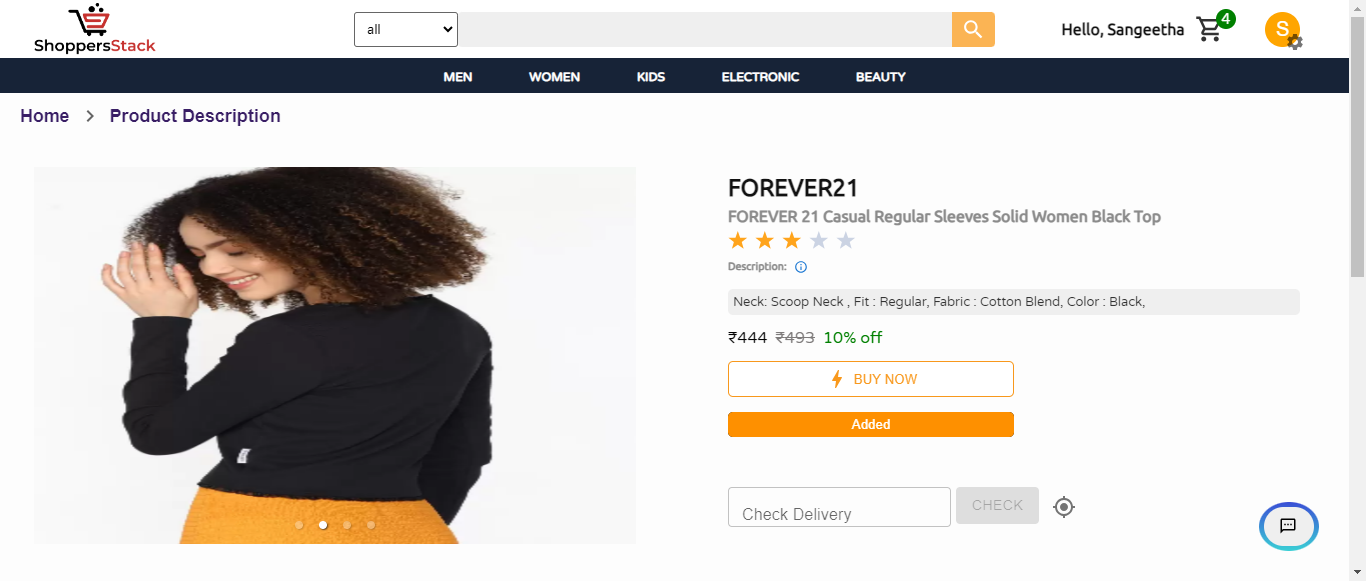 ShoppersStack
all
Hello, Sangeetha
4
S
MEN WOMEN KIDS ELECTRONIC BEAUTY
Home > Product Description
FOREVER21
FOREVER 21 Casual Regular Sleeves Solid Women Black Top
Description:
Neck: Scoop Neck , Fit : Regular, Fabric : Cotton Blend, Color : Black,
₹444 ₹493 10% off
BUY NOW
Added
Check Delivery
CHECK